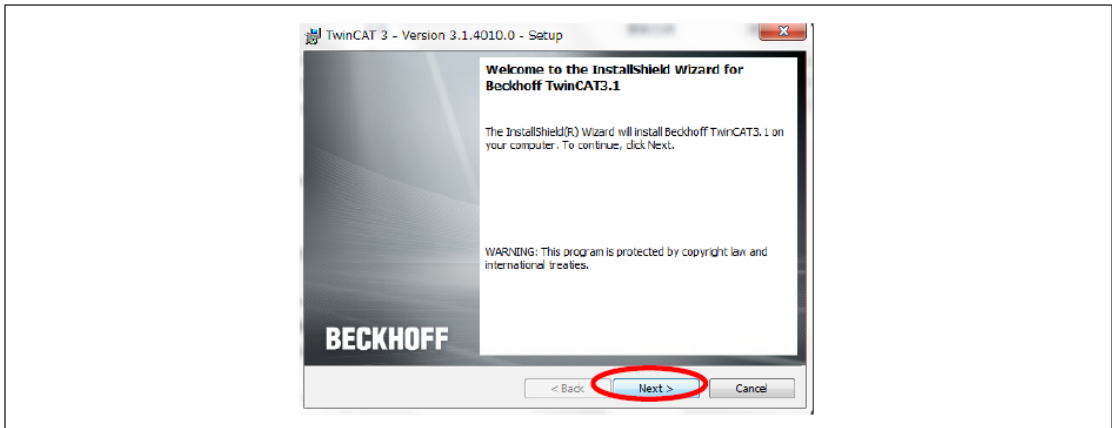 TwinCAT 3 - Version 3.1.4010.0 - Setup
Welcome to the InstallShield Wizard for
Beckhoff TwinCAT3.1
The InstallShield(R) Wizard will install Beckhoff TwinCAT3.1 on
your computer. To continue, click Next.
WARNING: This program is protected by copyright law and
international treaties.
BECKHOFF
< Back
Next >
Cancel